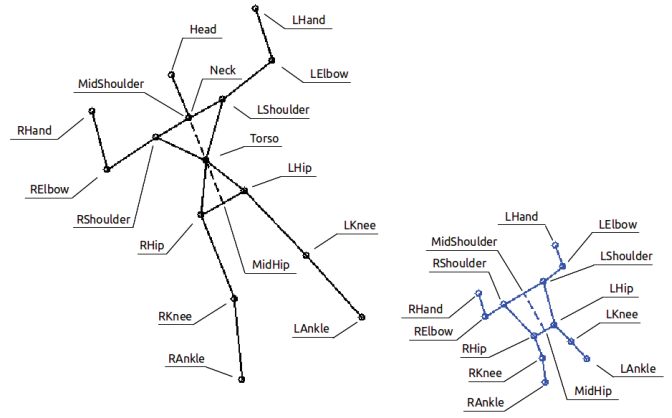 LHand
Head
Neck
LElbow
MidShoulder
LShoulder
RHand
Torso
LHip
RElbow
RShoulder
LKnee
RHip
MidHip
RKnee
LAnkle
RAnkle
LHand
LElbow
MidShoulder
LShoulder
RShoulder
RHand
LHip
LKnee
RElbow
RHip
LAnkle
RKnee
MidHip
RAnkle